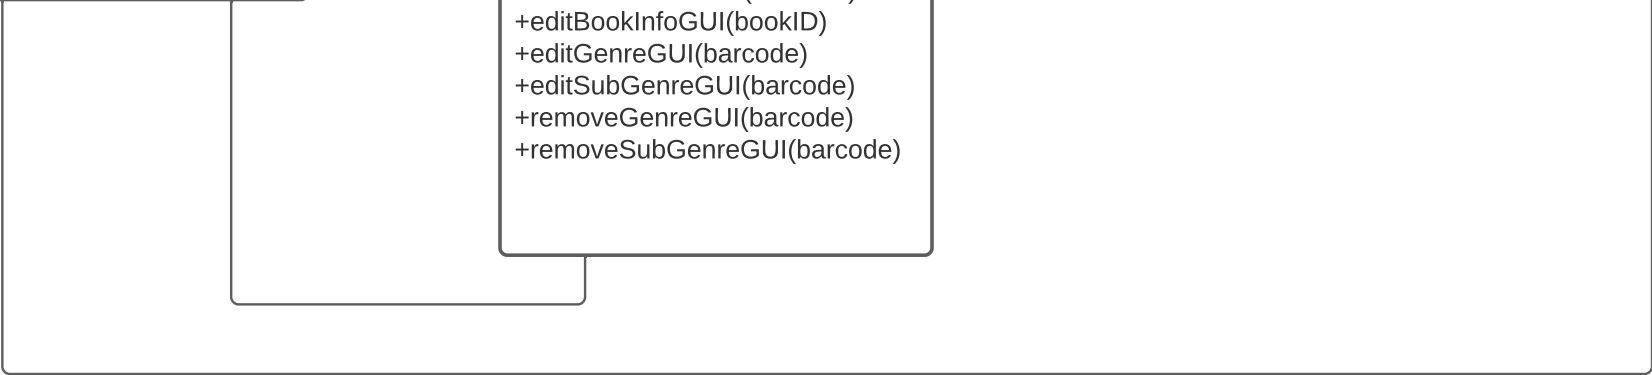 +editBookInfoGUI(bookID)
+editGenreGUI(barcode)
+editSubGenreGUI(barcode)
+removeGenreGUI(barcode)
+removeSubGenreGUI(barcode)